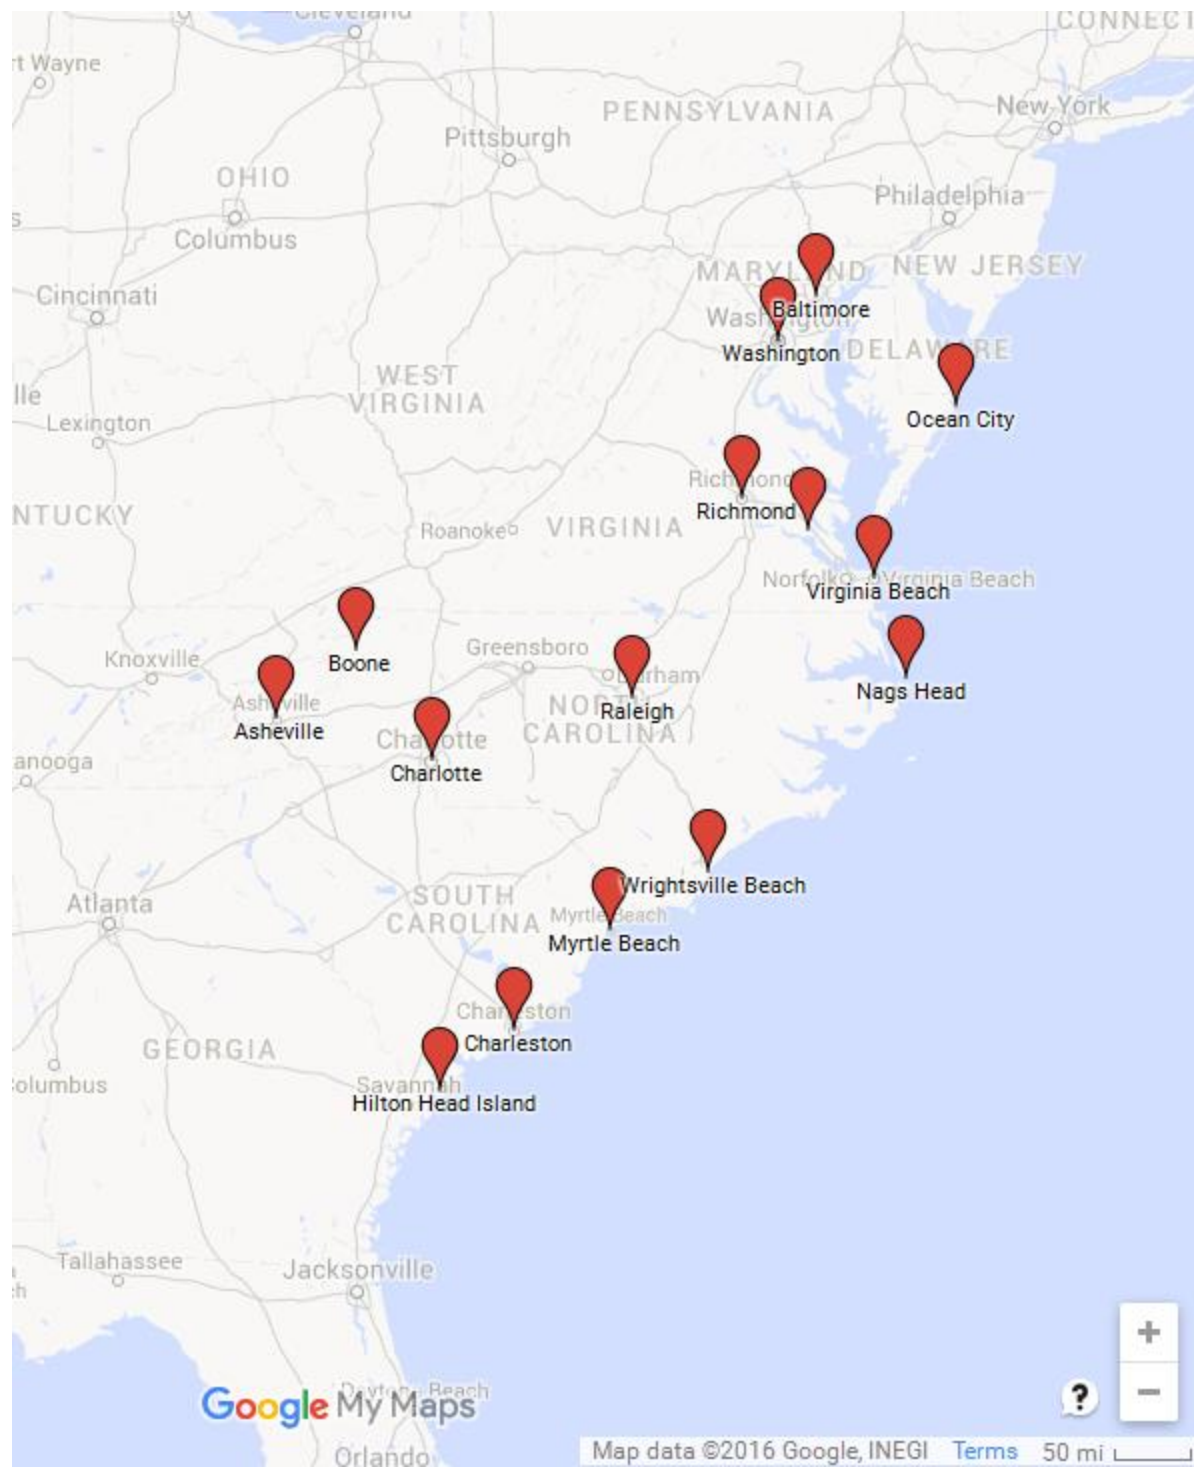 Cleveland
CONNECT
rt Wayne
New York
PENNSYLVANIA
Pittsburgh
OHIO
Philadelphia
s
Columbus
MARYLAND
NEW JERSEY
Cincinnati
Baltimore
Washington
Washington
DELAWARE
WEST
VIRGINIA
lle
Lexington
Ocean City
Richmond
Richmond
NTUCKY
Roanoke
VIRGINIA
Norfolk
Virginia Beach
Virginia Beach
Knoxville
Boone
Greensboro
Durham
Nags Head
Asheville
Asheville
Raleigh
NORTH
CAROLINA
Charlotte
Charlotte
anooga
Wrightsville Beach
Atlanta
SOUTH
CAROLINA
Myrtle Beach
Myrtle Beach
Charleston
Charleston
GEORGIA
Columbus
Savannah
Hilton Head Island
Tallahassee
Jacksonville
h
Daytona Beach
Google My Maps
Orlando
+
−
?
Map data ©2016 Google, INEGI Terms 50 mi